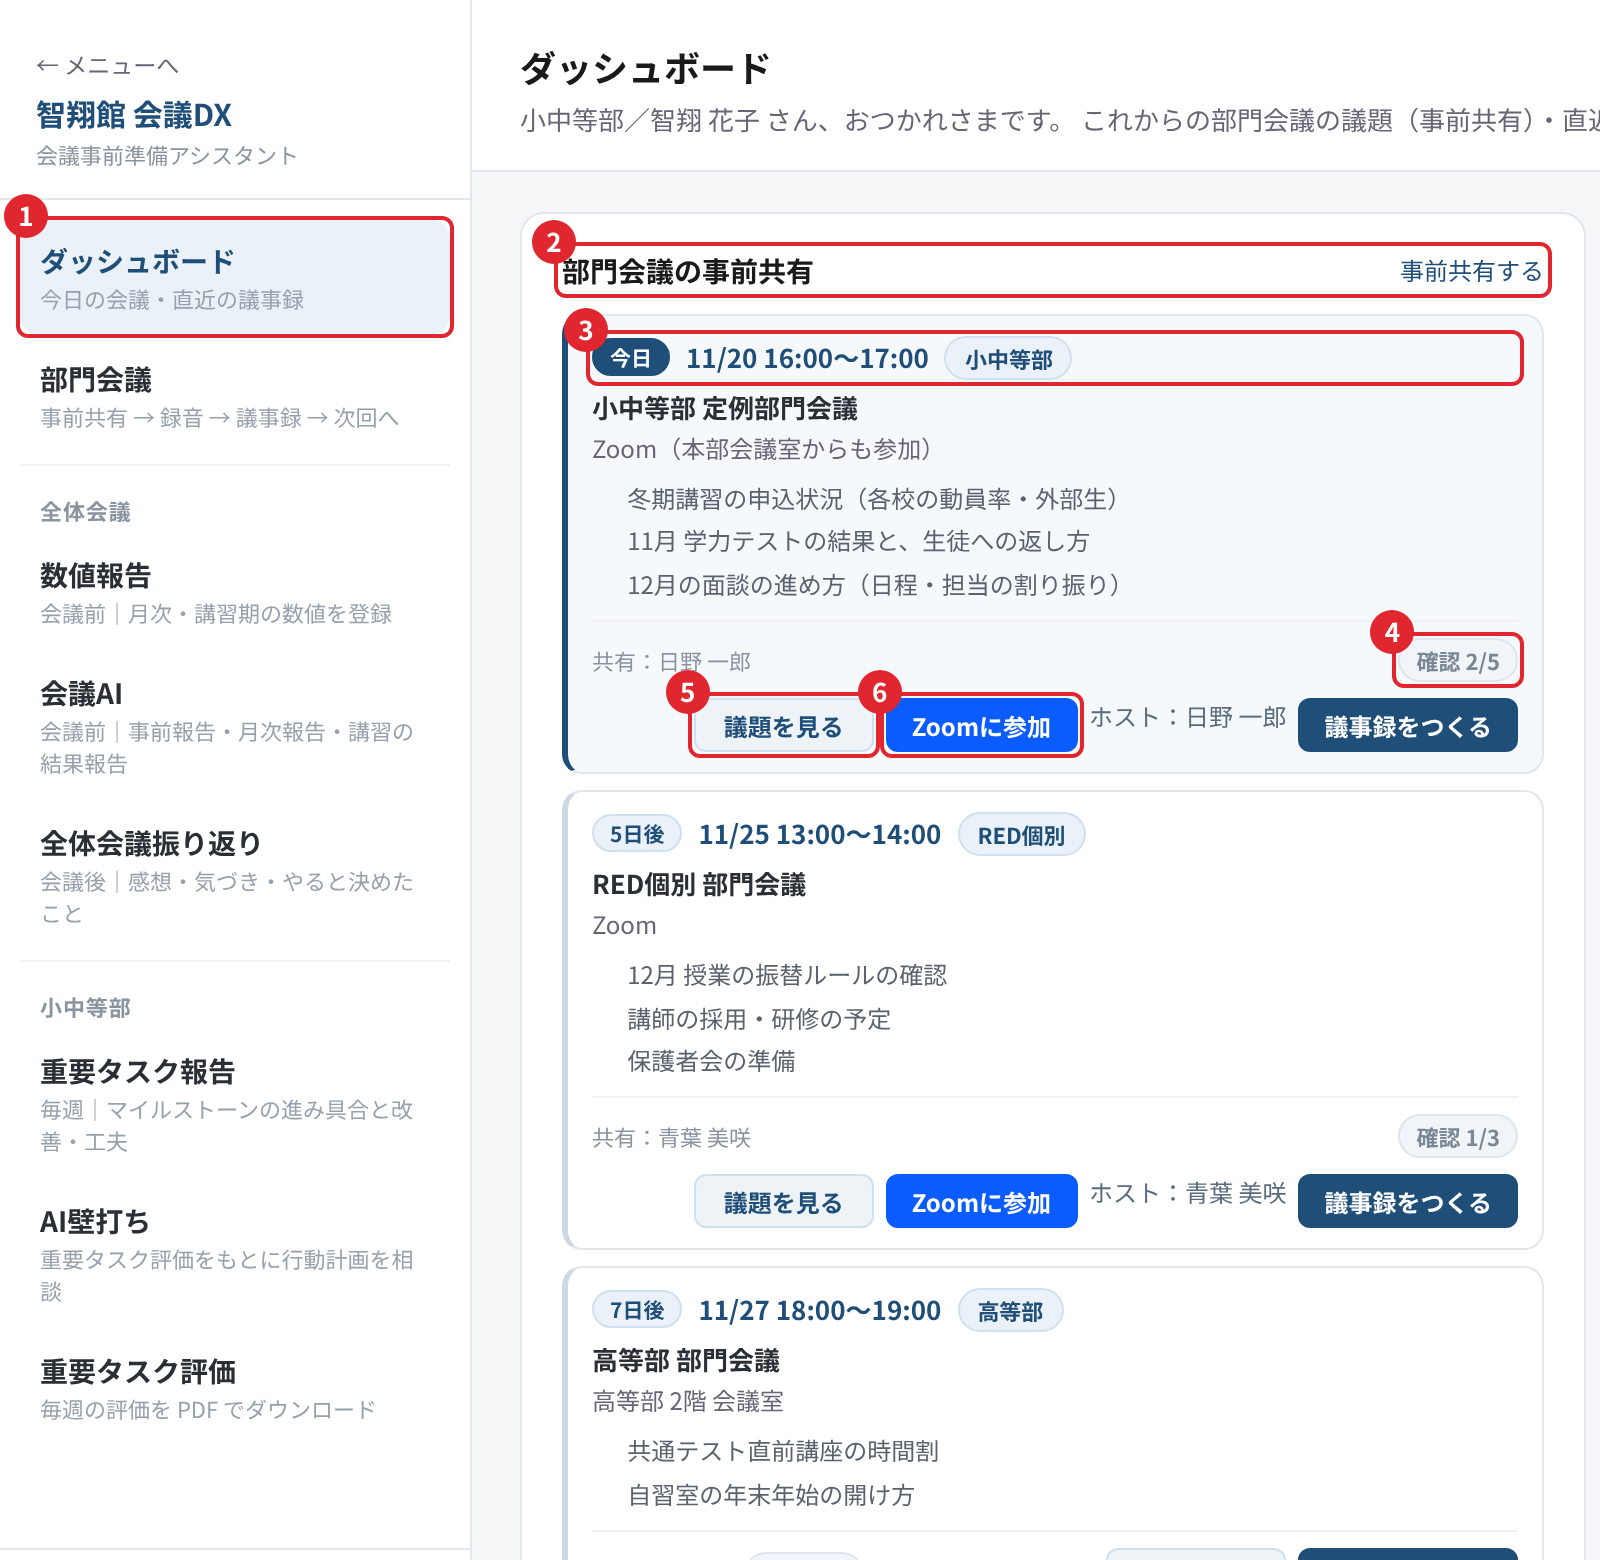 ← メニューへ
智翔館 会議DX
会議事前準備アシスタント
1
ダッシュボード
今日の会議・直近の議事録
部門会議
事前共有 → 録音 → 議事録 → 次回へ
全体会議
数値報告
会議前｜月次・講習期の数値を登録
会議AI
会議前｜事前報告・月次報告・講習の
結果報告
全体会議振り返り
会議後｜感想・気づき・やると決めた
こと
小中等部
重要タスク報告
毎週｜マイルストーンの進み具合と改
善・工夫
AI壁打ち
重要タスク評価をもとに行動計画を相
談
重要タスク評価
毎週の評価を PDF でダウンロード
ダッシュボード
小中等部／智翔 花子 さん、おつかれさまです。 これからの部門会議の議題（事前共有）・直近
2
部門会議の事前共有 事前共有する
3
今日 11/20 16:00〜17:00 小中等部
小中等部 定例部門会議
Zoom（本部会議室からも参加）
冬期講習の申込状況（各校の動員率・外部生）
11月 学力テストの結果と、生徒への返し方
12月の面談の進め方（日程・担当の割り振り）
4
共有：日野 一郎 確認 2/5
5 6
議題を見る Zoomに参加 ホスト：日野 一郎 議事録をつくる
5日後 11/25 13:00〜14:00 RED個別
RED個別 部門会議
Zoom
12月 授業の振替ルールの確認
講師の採用・研修の予定
保護者会の準備
共有：青葉 美咲 確認 1/3
議題を見る Zoomに参加 ホスト：青葉 美咲 議事録をつくる
7日後 11/27 18:00〜19:00 高等部
高等部 部門会議
高等部 2階 会議室
共通テスト直前講座の時間割
自習室の年末年始の開け方